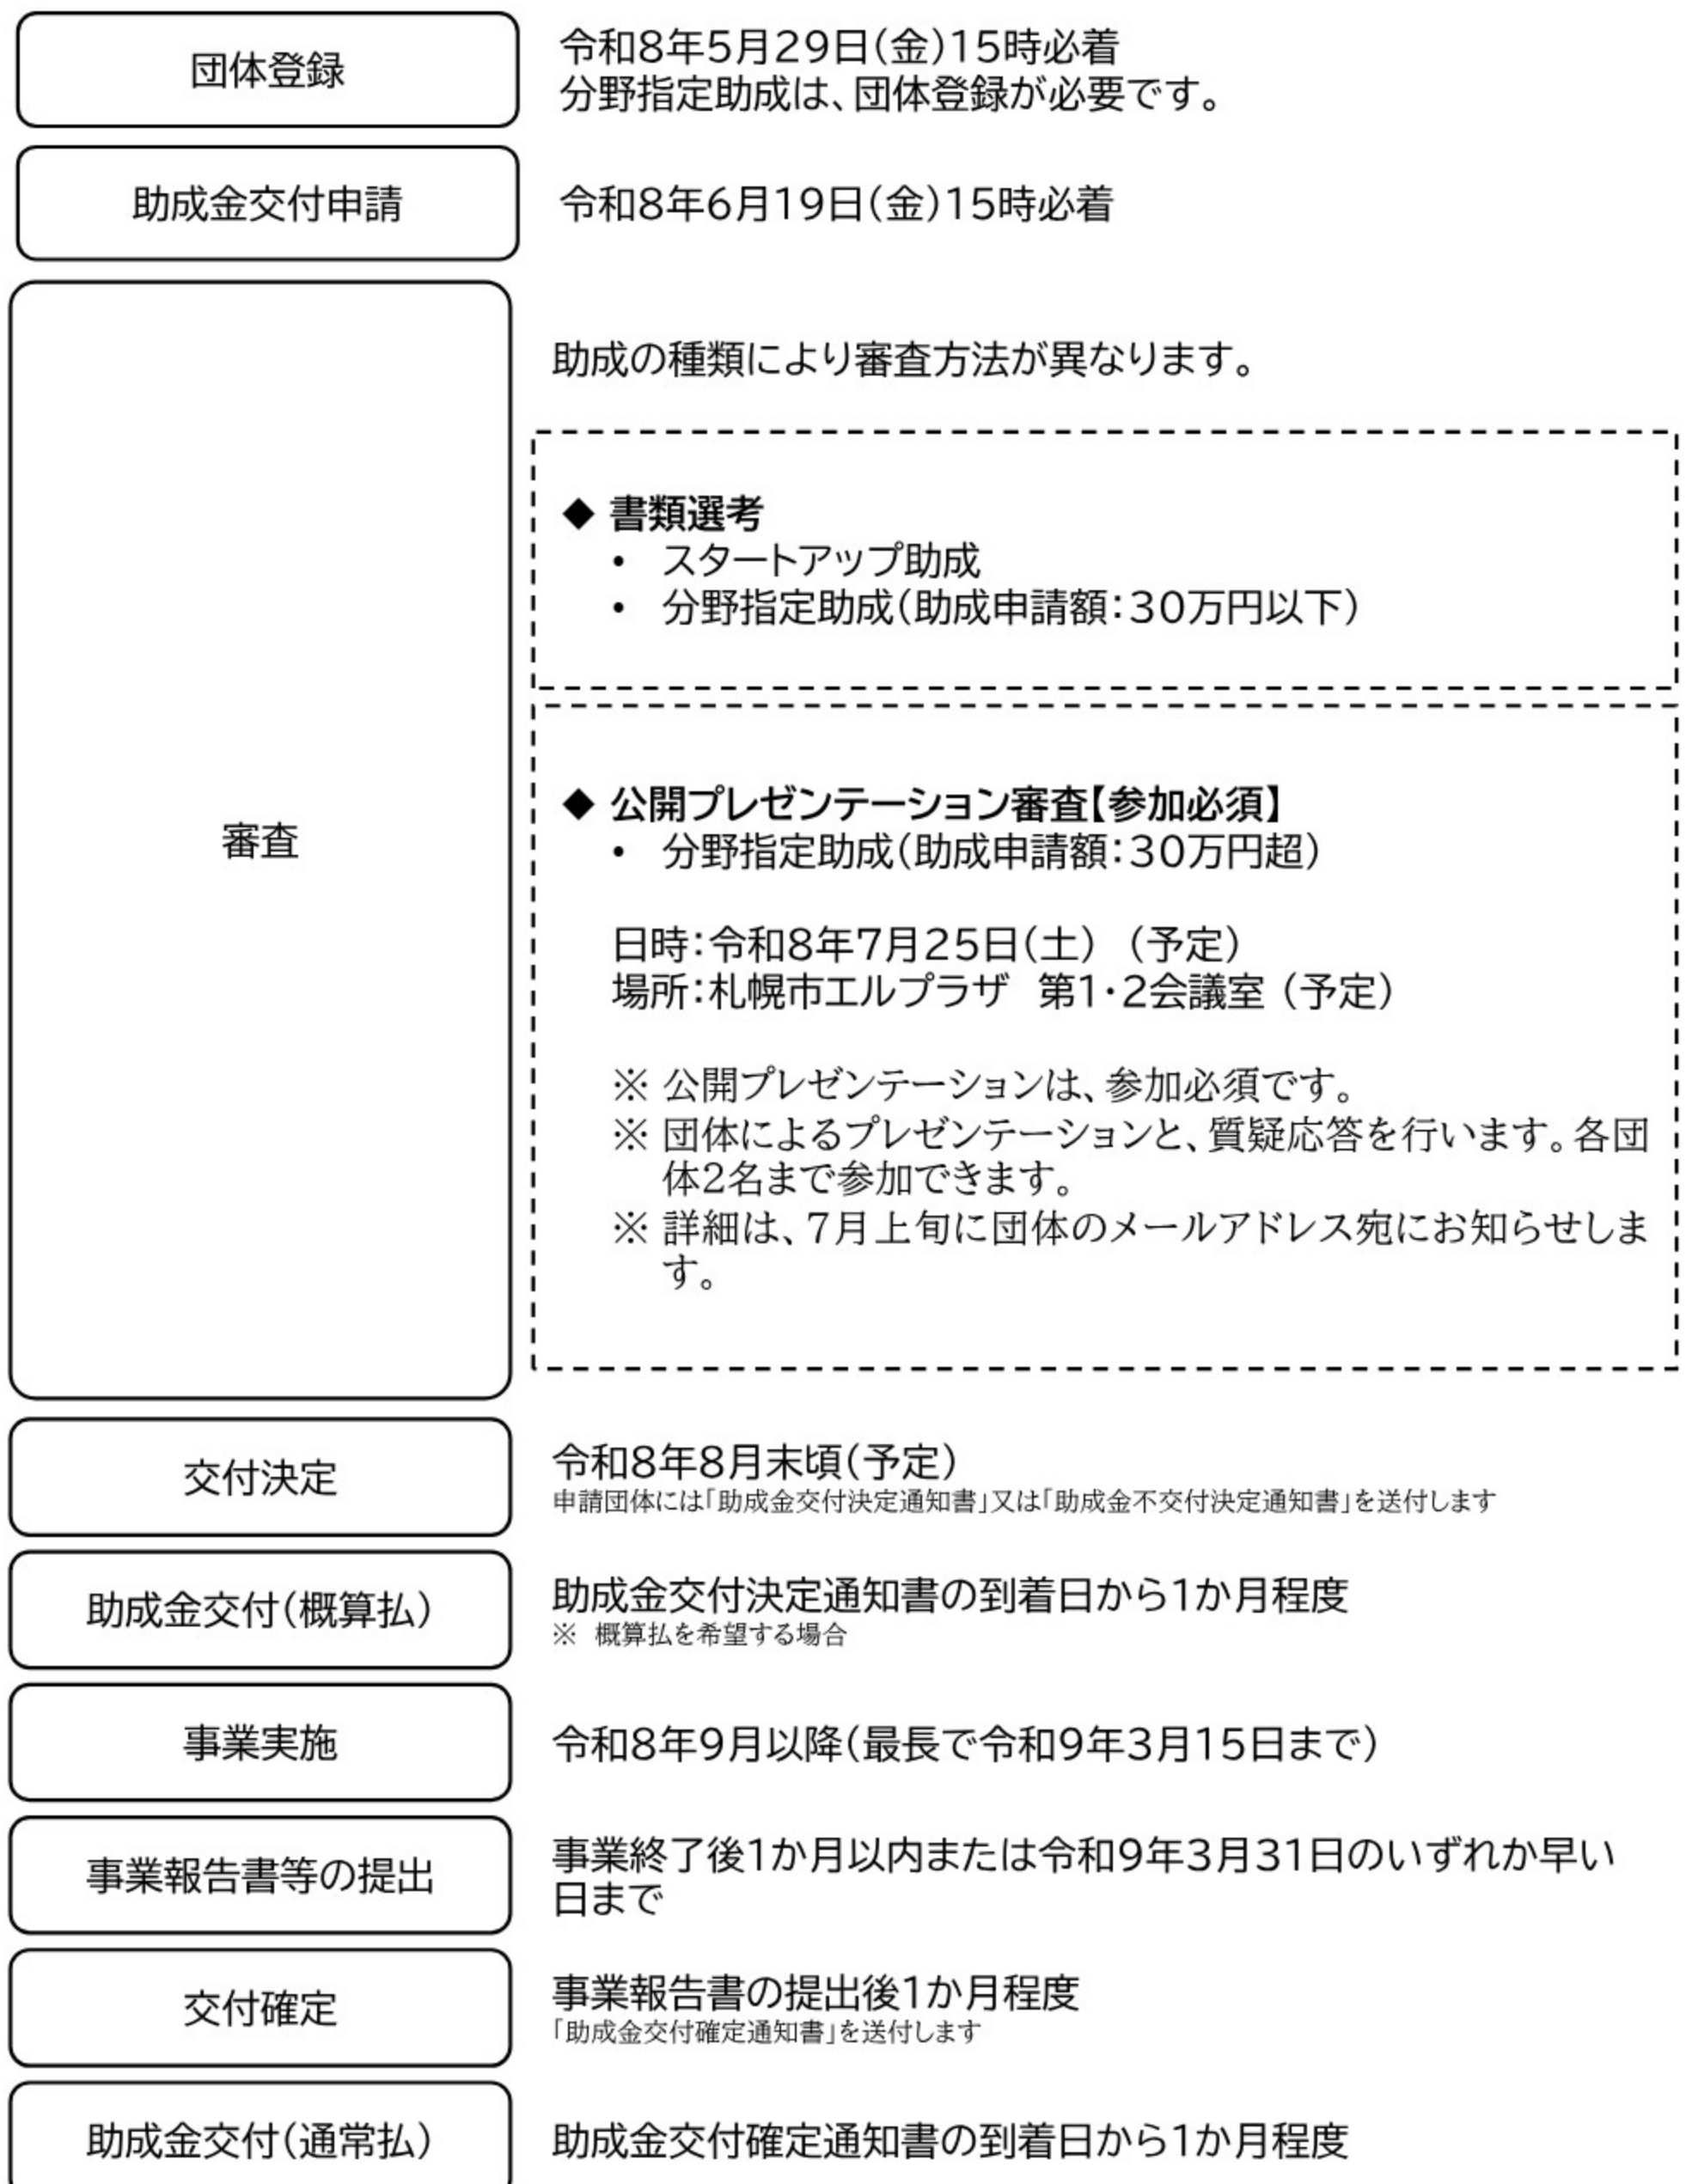 団体登録
令和8年5月29日(金)15時必着
分野指定助成は、団体登録が必要です。
助成金交付申請
令和8年6月19日(金)15時必着
審査
助成の種類により審査方法が異なります。
◆ 書類選考
• スタートアップ助成
• 分野指定助成(助成申請額:30万円以下)
◆ 公開プレゼンテーション審査【参加必須】
• 分野指定助成(助成申請額:30万円超)
日時:令和8年7月25日(土) (予定)
場所:札幌市エルプラザ 第1・2会議室 (予定)
※ 公開プレゼンテーションは、参加必須です。
※ 団体によるプレゼンテーションと、質疑応答を行います。各団
体2名まで参加できます。
※ 詳細は、7月上旬に団体のメールアドレス宛にお知らせしま
す。
交付決定
令和8年8月末頃(予定)
申請団体には「助成金交付決定通知書」又は「助成金不交付決定通知書」を送付します
助成金交付(概算払)
助成金交付決定通知書の到着日から1か月程度
※ 概算払を希望する場合
事業実施
令和8年9月以降(最長で令和9年3月15日まで)
事業報告書等の提出
事業終了後1か月以内または令和9年3月31日のいずれか早い
日まで
交付確定
事業報告書の提出後1か月程度
「助成金交付確定通知書」を送付します
助成金交付(通常払)
助成金交付確定通知書の到着日から1か月程度